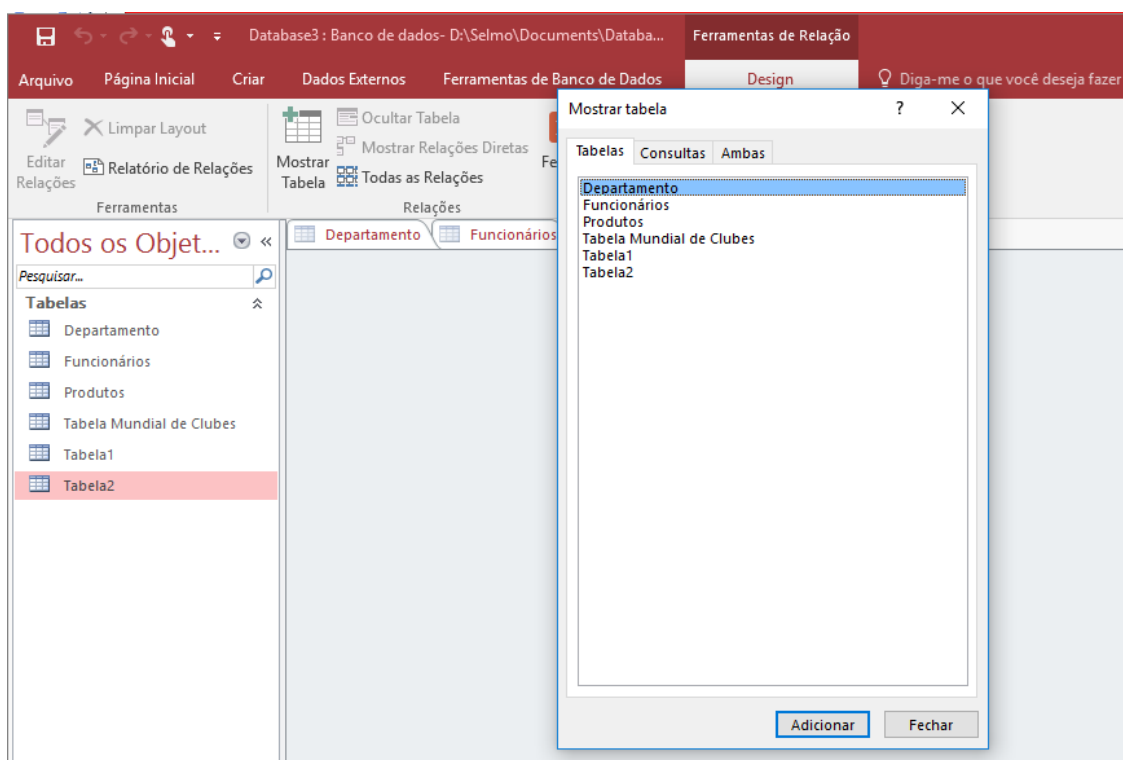 Database3 : Banco de dados- D:\Selmo\Documents\Databa...
Ferramentas de Relação
Arquivo
Página Inicial
Criar
Dados Externos
Ferramentas de Banco de Dados
Design
Diga-me o que você deseja fazer
Editar
Relações
Limpar Layout
Relatório de Relações
Ferramentas
Mostrar
Tabela
Ocultar Tabela
Mostrar Relações Diretas
Todas as Relações
Fe
Relações
Todos os Objet...
Pesquisar...
Tabelas
Departamento
Funcionários
Produtos
Tabela Mundial de Clubes
Tabela1
Tabela2
Departamento
Funcionários
Mostrar tabela
?
Tabelas
Consultas
Ambas
Departamento
Funcionários
Produtos
Tabela Mundial de Clubes
Tabela1
Tabela2
Adicionar
Fechar